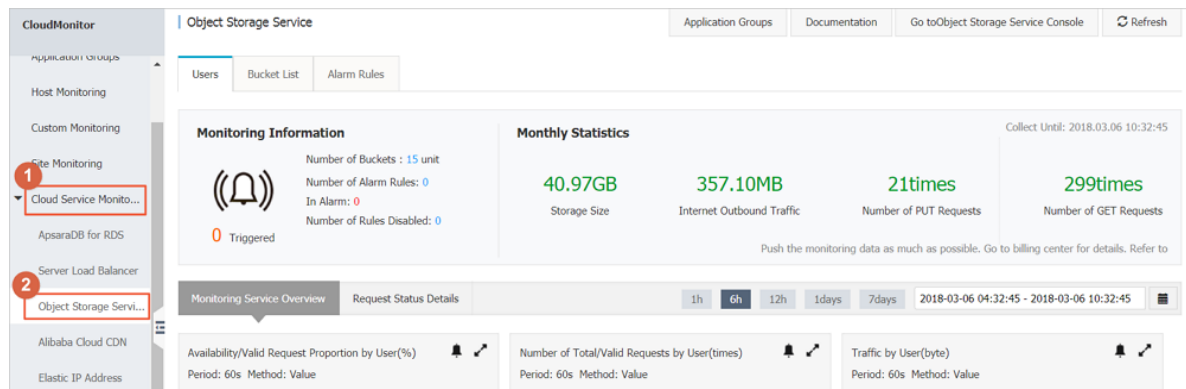 CloudMonitor
Application Groups
Host Monitoring
Custom Monitoring
Site Monitoring
1
Cloud Service Monito...
ApsaraDB for RDS
Server Load Balancer
2
Object Storage Servi...
Alibaba Cloud CDN
Elastic IP Address
Object Storage Service
Application Groups
Documentation
Go toObject Storage Service Console
Refresh
Users
Bucket List
Alarm Rules
Monitoring Information
Number of Buckets : 15 unit
Number of Alarm Rules: 0
In Alarm: 0
Number of Rules Disabled: 0
0 Triggered
Monthly Statistics
Collect Until: 2018.03.06 10:32:45
40.97GB
Storage Size
357.10MB
Internet Outbound Traffic
21times
Number of PUT Requests
299times
Number of GET Requests
Push the monitoring data as much as possible. Go to billing center for details. Refer to
Monitoring Service Overview
Request Status Details
1h
6h
12h
1days
7days
2018-03-06 04:32:45 - 2018-03-06 10:32:45
Availability/Valid Request Proportion by User(%)
Period: 60s Method: Value
Number of Total/Valid Requests by User(times)
Period: 60s Method: Value
Traffic by User(byte)
Period: 60s Method: Value